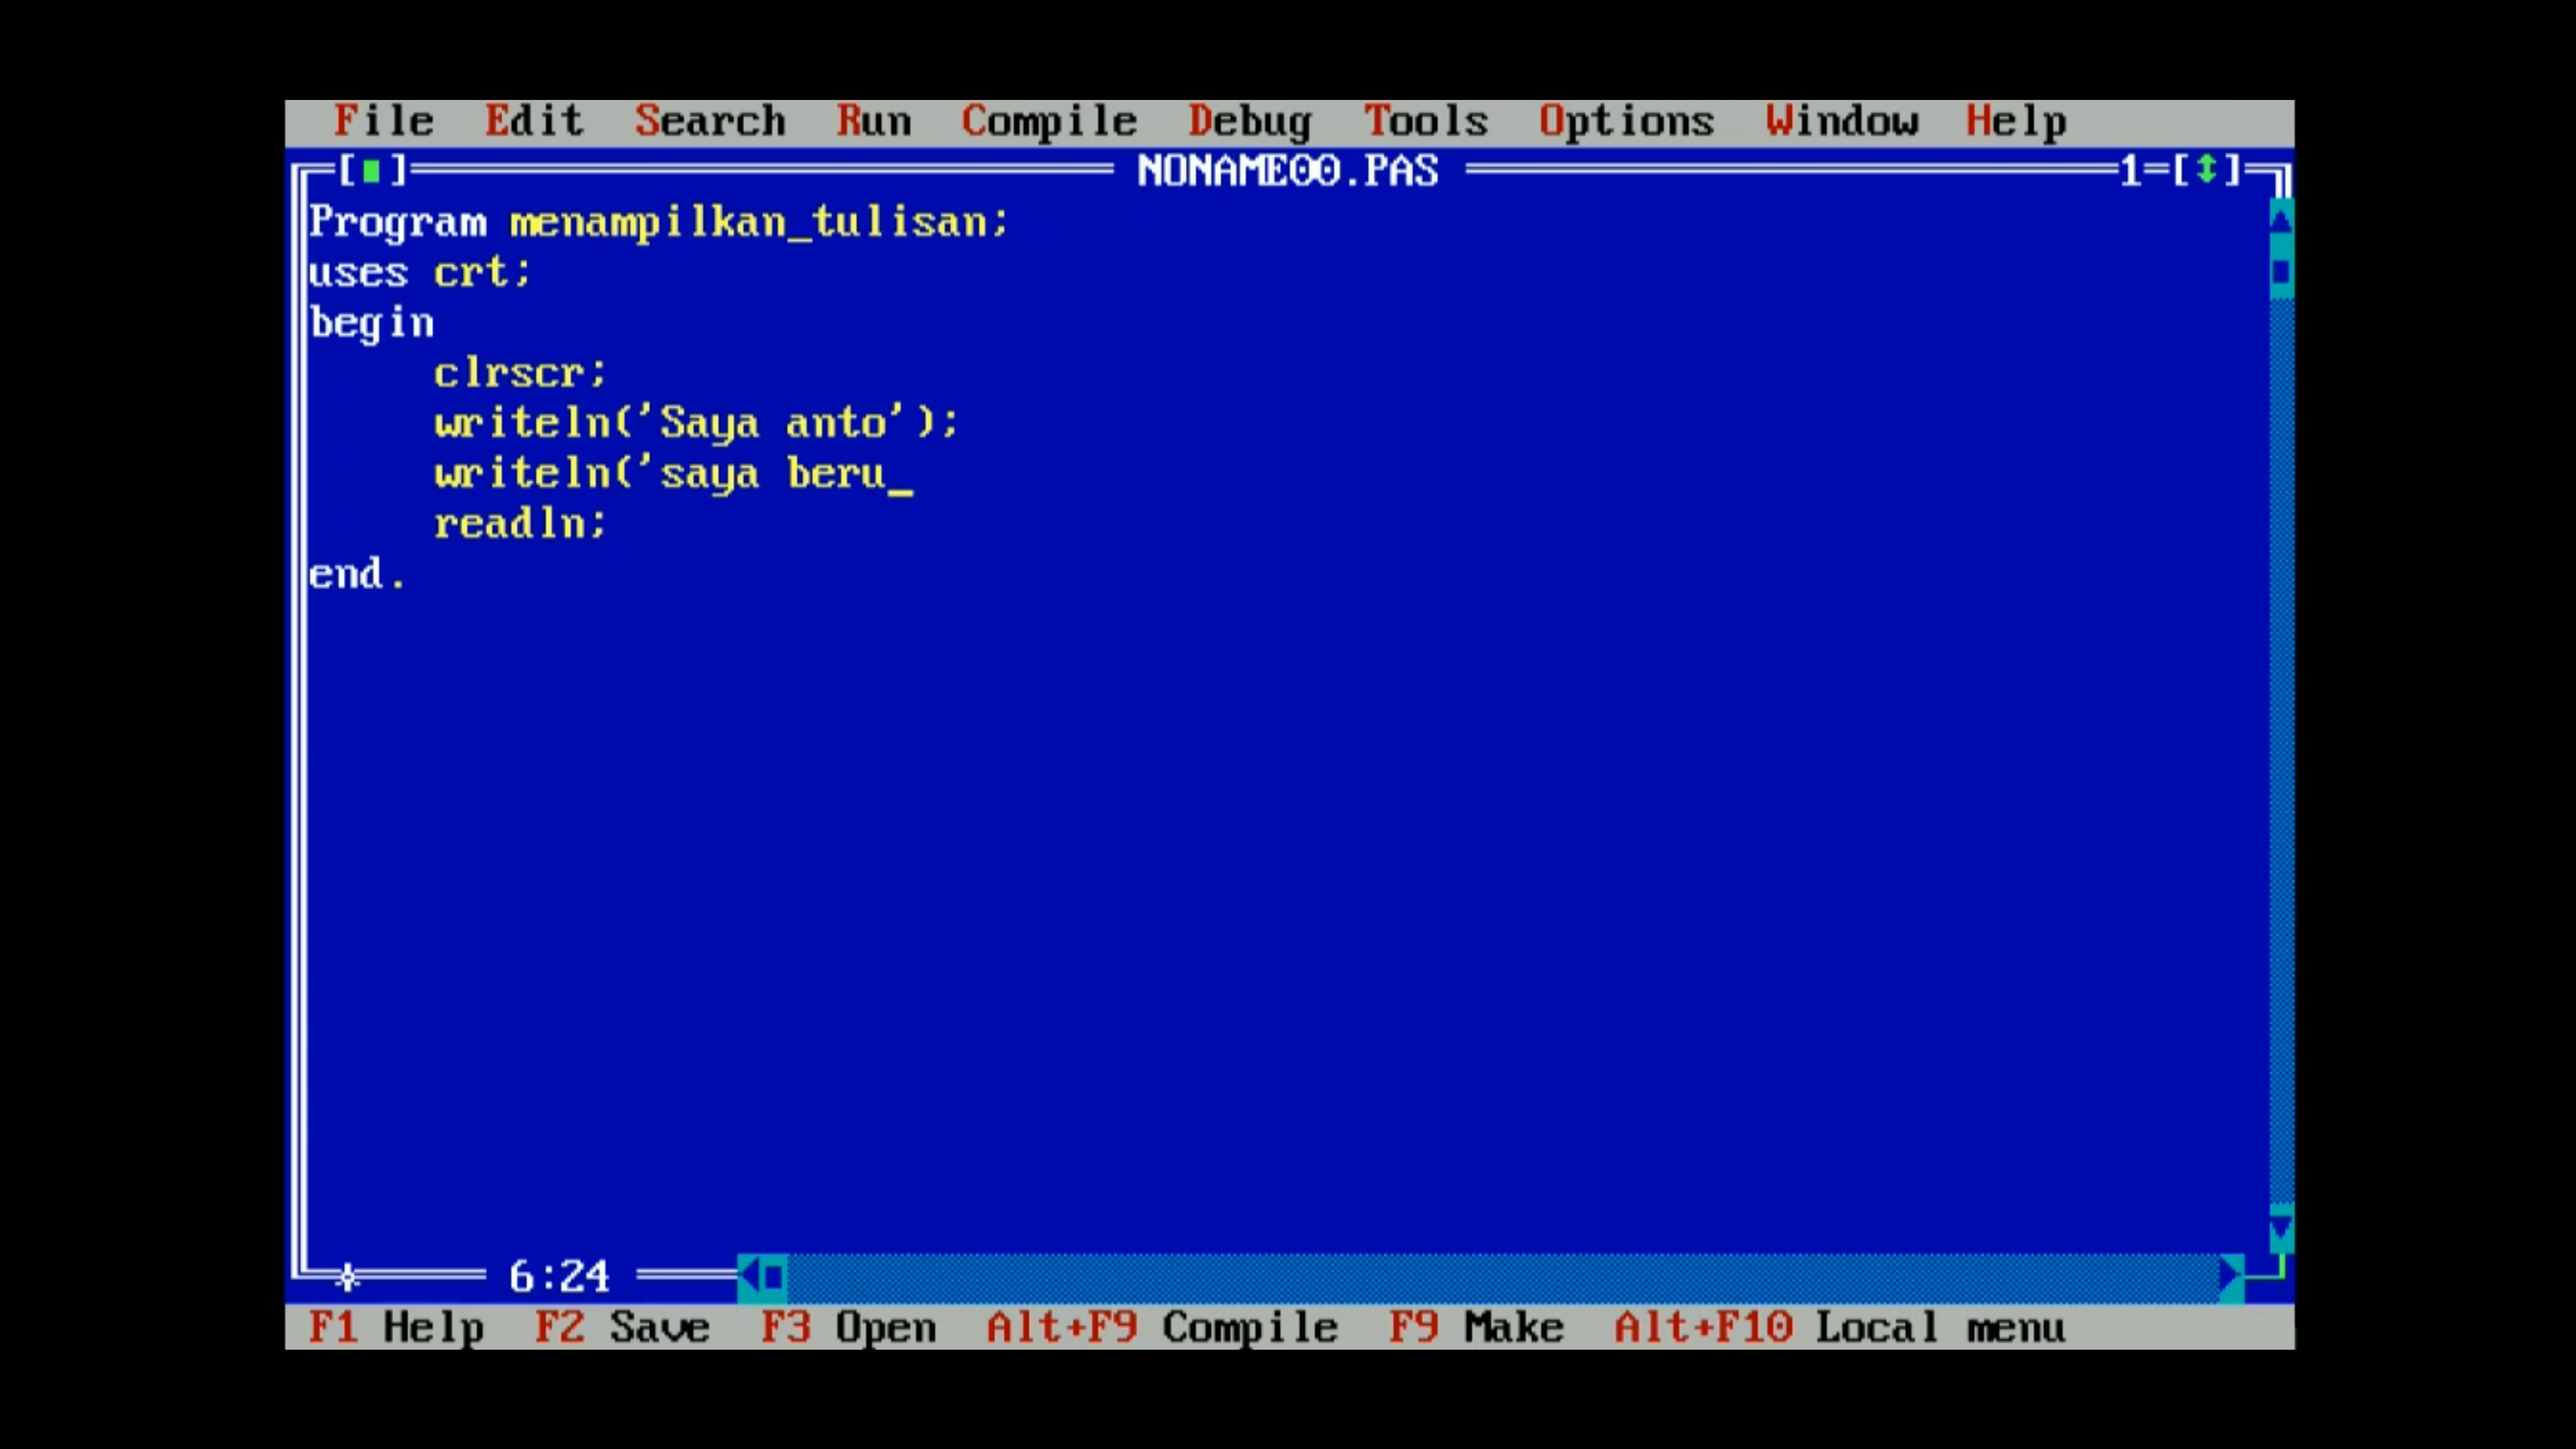 File Edit Search Run Compile Debug Tools Options Window Help
[■] NONAME00.PAS 1=[↕]
Program menampilkan_tulisan;
uses crt;
begin
clrscr;
writeln('Saya anto');
writeln('saya beru_
readln;
end.
6:24
F1 Help F2 Save F3 Open Alt+F9 Compile F9 Make Alt+F10 Local menu